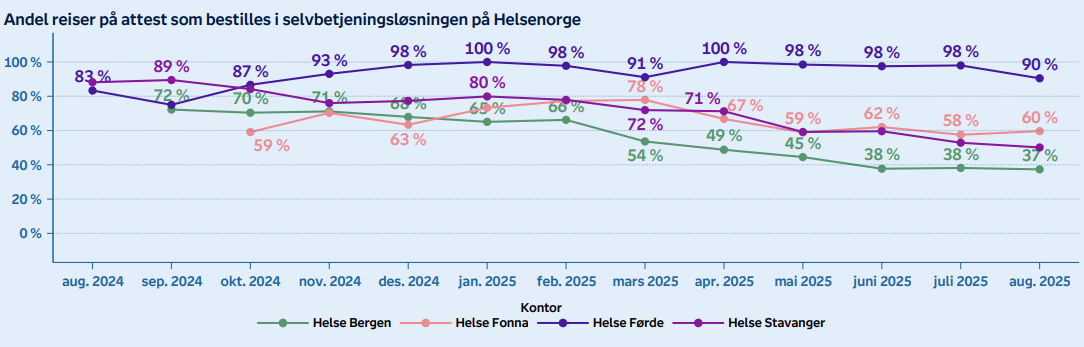 Andel reiser på attest som bestilles i selvbetjeningsløsningen på Helsenorge
100 %
80 %
60 %
40 %
20 %
0 %
83 %
89 %
87 %
93 %
98 %
100 %
98 %
91 %
100 %
98 %
98 %
98 %
90 %
80 %
72 %
71 %
78 %
67 %
59 %
62 %
58 %
60 %
59 %
63 %
72 %
70 %
71 %
68 %
65 %
66 %
54 %
49 %
45 %
38 %
38 %
37 %
aug. 2024
sep. 2024
okt. 2024
nov. 2024
des. 2024
jan. 2025
feb. 2025
mars 2025
apr. 2025
mai 2025
juni 2025
juli 2025
aug. 2025
Kontor
Helse Bergen
Helse Fonna
Helse Førde
Helse Stavanger